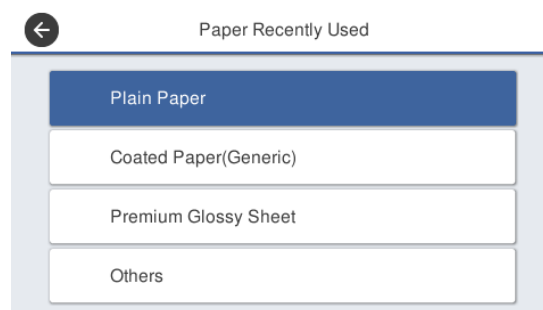 Paper Recently Used
Plain Paper
Coated Paper(Generic)
Premium Glossy Sheet
Others